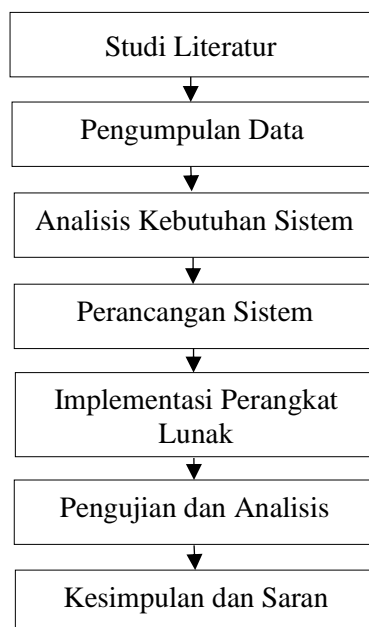 Studi Literatur
Pengumpulan Data
Analisis Kebutuhan Sistem
Perancangan Sistem
Implementasi Perangkat
Lunak
Pengujian dan Analisis
Kesimpulan dan Saran